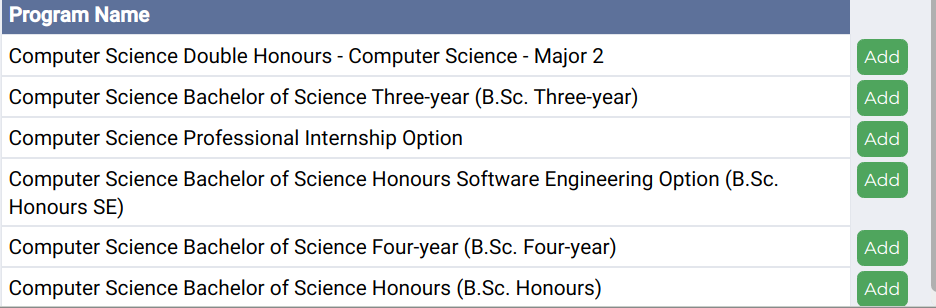 Program Name
Computer Science Double Honours - Computer Science - Major 2
Add
Computer Science Bachelor of Science Three-year (B.Sc. Three-year)
Add
Computer Science Professional Internship Option
Add
Computer Science Bachelor of Science Honours Software Engineering Option (B.Sc.
Honours SE)
Add
Computer Science Bachelor of Science Four-year (B.Sc. Four-year)
Add
Computer Science Bachelor of Science Honours (B.Sc. Honours)
Add